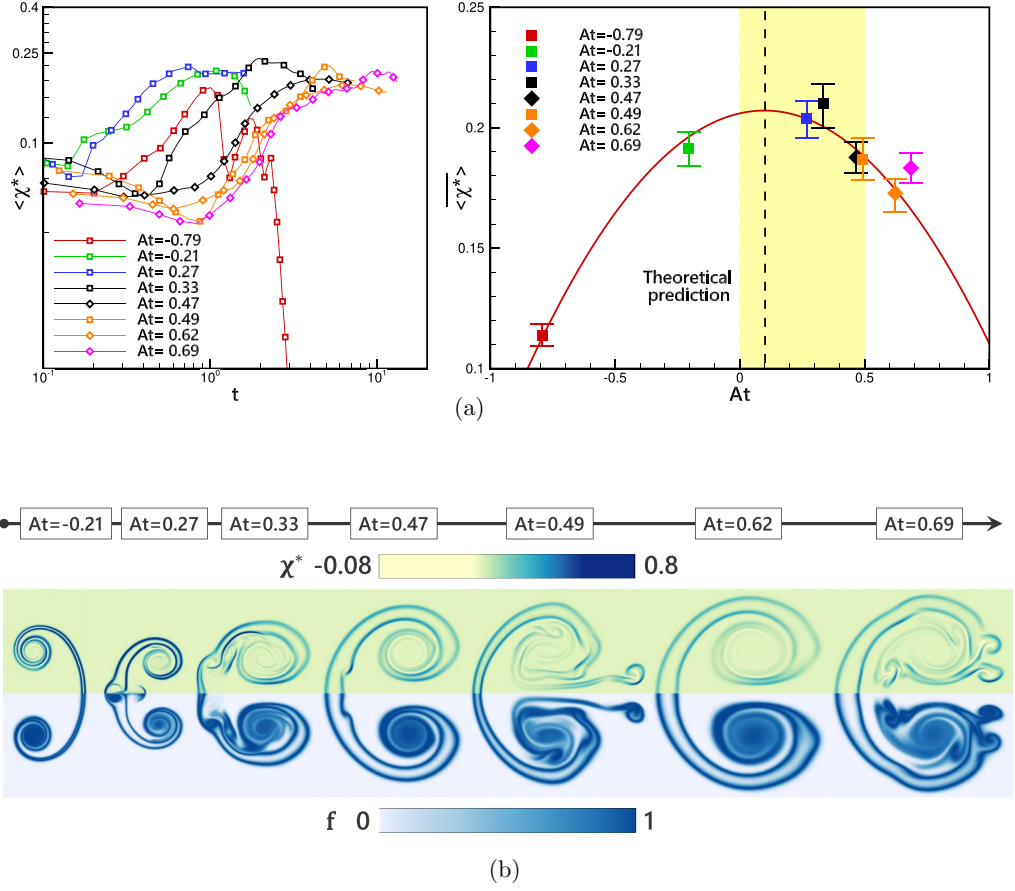 0.4
0.25
0.1
<χ*>
At=-0.79
At=-0.21
At= 0.27
At= 0.33
At= 0.47
At= 0.49
At= 0.62
At= 0.69
10-1
100
101
t
0.25
0.2
0.15
0.1
<χ*>
At=-0.79
At=-0.21
At= 0.27
At= 0.33
At= 0.47
At= 0.49
At= 0.62
At= 0.69
Theoretical
prediction
-1
-0.5
0
0.5
1
At
(a)
At=-0.21
At=0.27
At=0.33
At=0.47
At=0.49
At=0.62
At=0.69
χ* -0.08
0.8
f 0
1
(b)